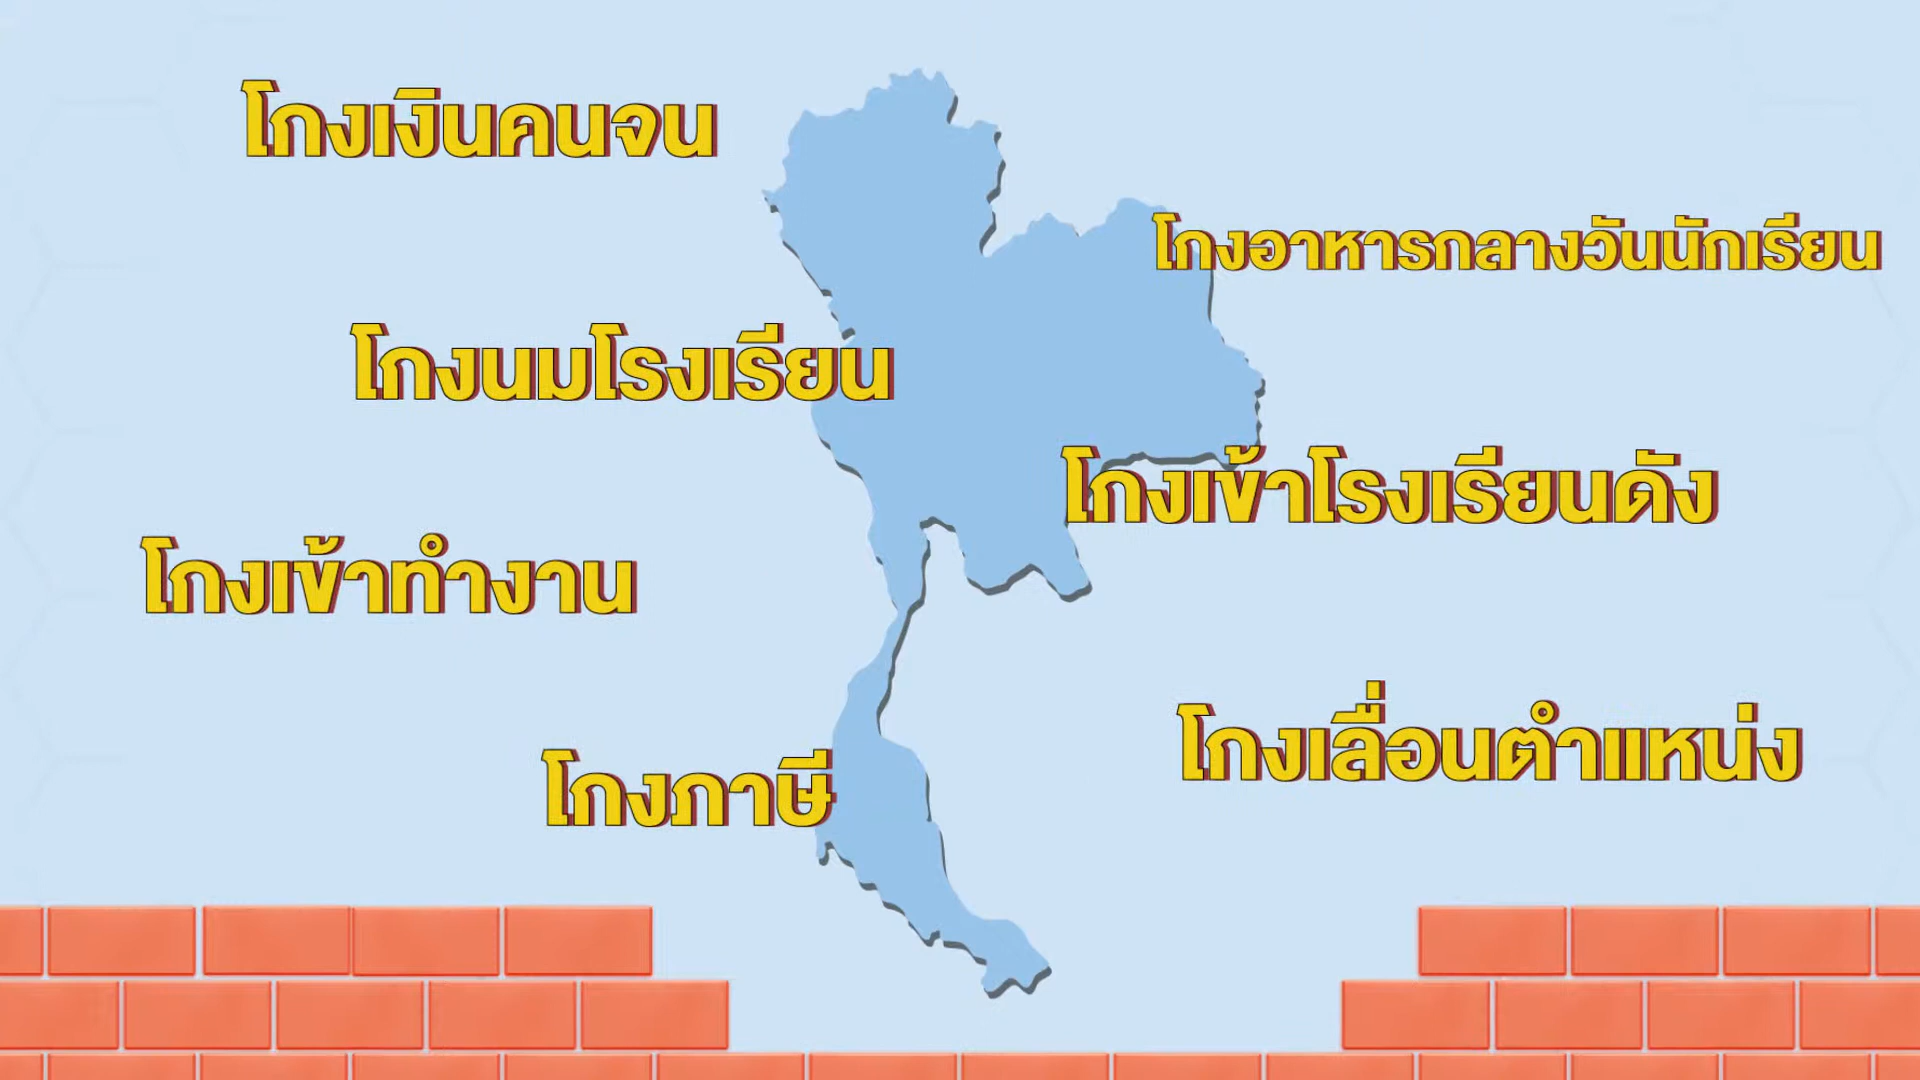 โกงเงินคนจน
โกงอาหารกลางวันนักเรียน
โกงนมโรงเรียน
โกงเข้าโรงเรียนดัง
โกงเข้าทำงาน
โกงเลื่อนตำแหน่ง
โกงภาษี